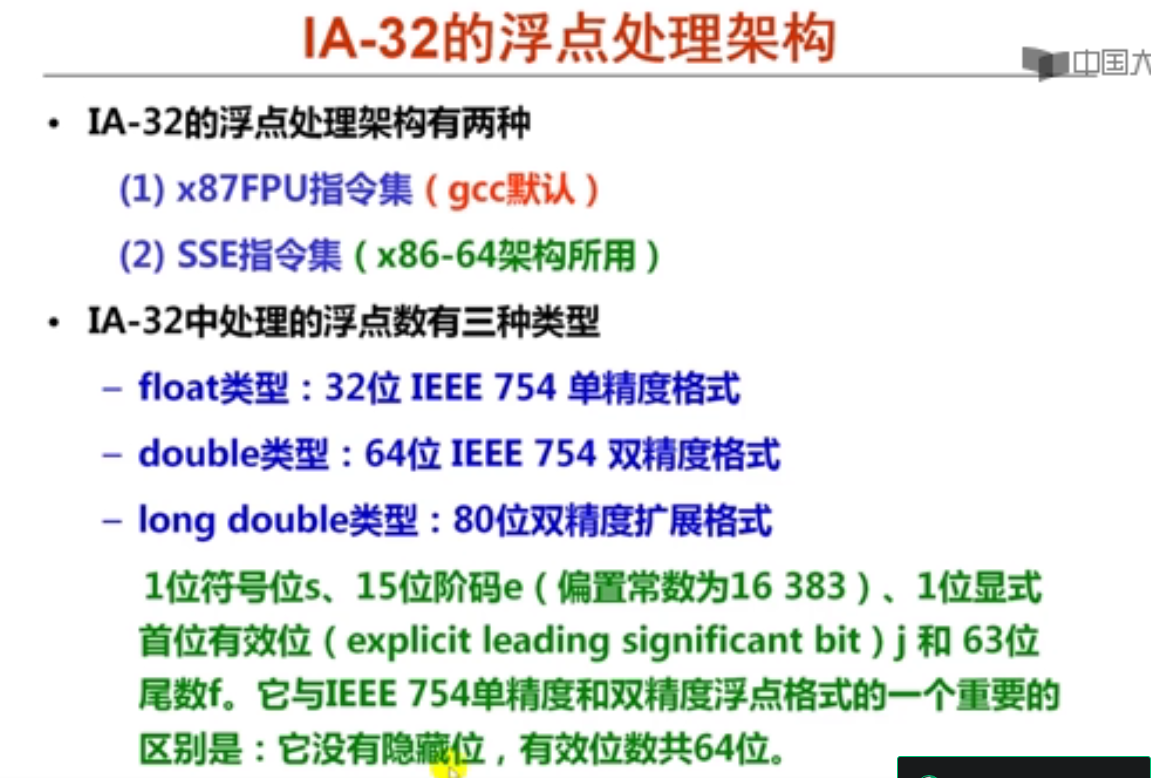 IA-32的浮点处理架构
中国大
• IA-32的浮点处理架构有两种
(1) x87FPU指令集（gcc默认）
(2) SSE指令集（x86-64架构所用）
• IA-32中处理的浮点数有三种类型
– float类型：32位 IEEE 754 单精度格式
– double类型：64位 IEEE 754 双精度格式
– long double类型：80位双精度扩展格式
1位符号位s、15位阶码e（偏置常数为16 383）、1位显式
首位有效位（explicit leading significant bit）j 和 63位
尾数f。它与IEEE 754单精度和双精度浮点格式的一个重要的
区别是：它没有隐藏位，有效位数共64位。